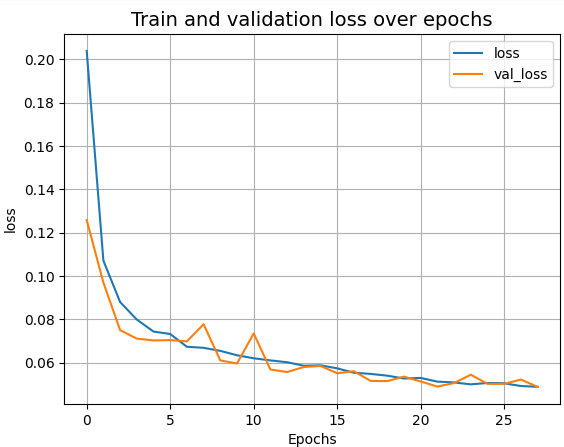 Train and validation loss over epochs
loss
val_loss
0.20
0.18
0.16
0.14
0.12
0.10
0.08
0.06
loss
0 5 10 15 20 25
Epochs